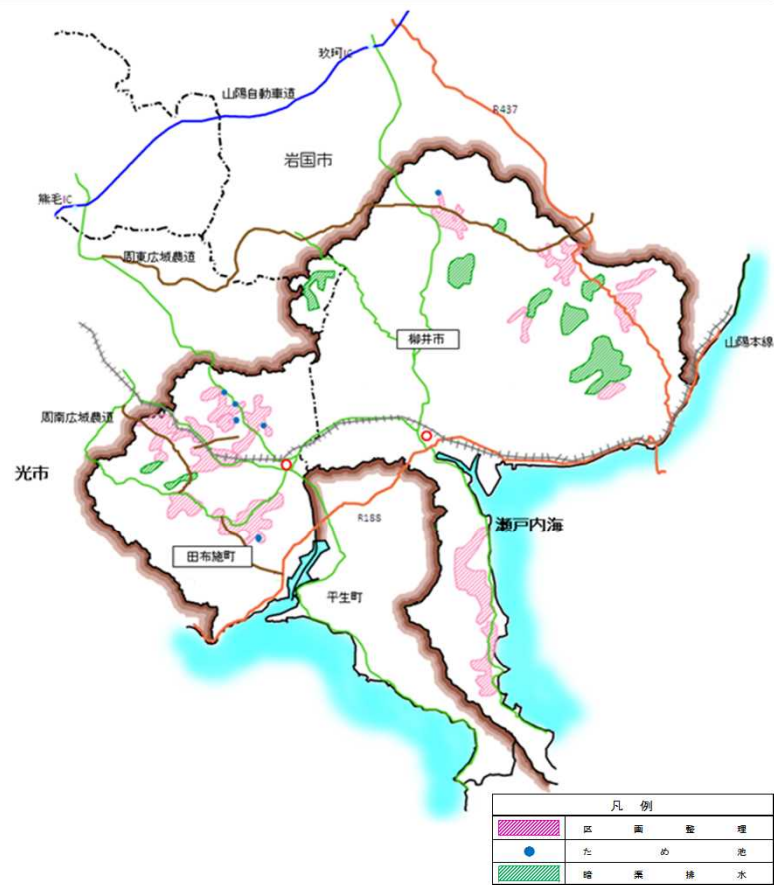 玖珂IC
山陽自動車道
R437
岩国市
熊毛IC
周東広域農道
柳井市
山陽本線
周南広域農道
光市
R188
瀬戸内海
田布施町
平生町
凡 例
区 画 整 理
た め 池
暗 渠 排 水